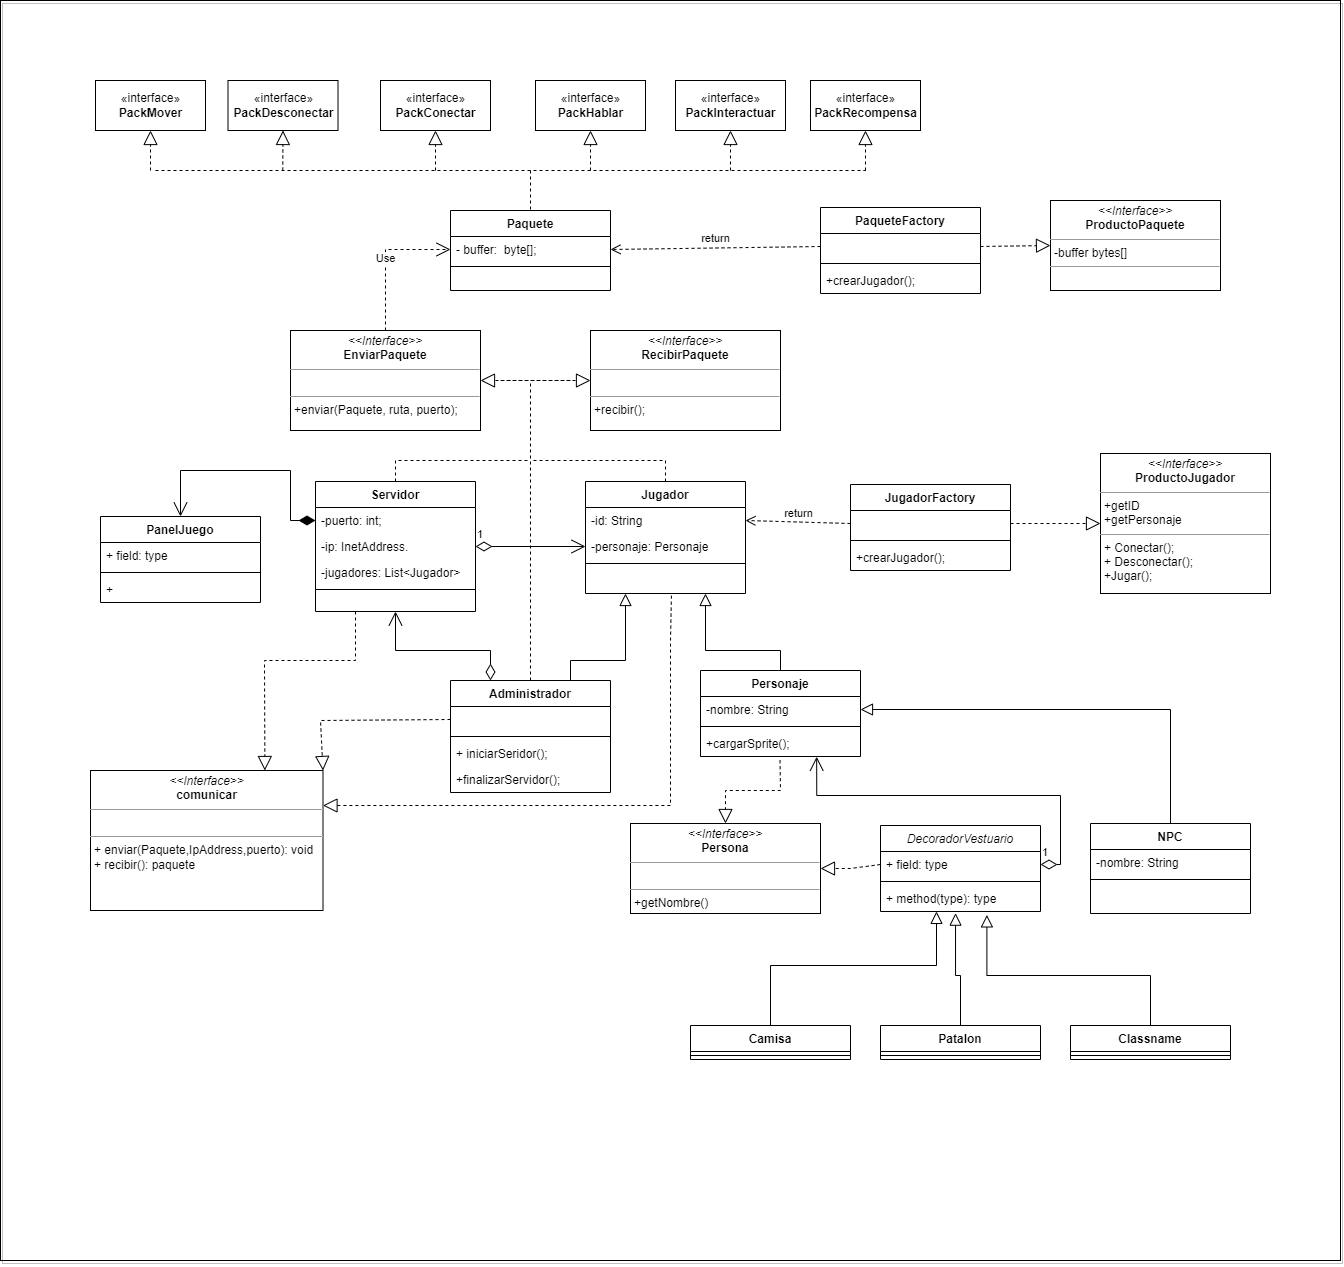 «interface»
PackMover
«interface»
PackDesconectar
«interface»
PackConectar
«interface»
PackHablar
«interface»
PackInteractuar
«interface»
PackRecompensa
Paquete
- buffer:  byte[];
return
PaqueteFactory
+crearJugador();
<<Interface>>
ProductoPaquete
-buffer bytes[]
Use
<<Interface>>
EnviarPaquete
+enviar(Paquete, ruta, puerto);
<<Interface>>
RecibirPaquete
+recibir();
PanelJuego
+ field: type
+
Servidor
-puerto: int;
-ip: InetAddress.
-jugadores: List<Jugador>
1
Jugador
-id: String
-personaje: Personaje
return
JugadorFactory
+crearJugador();
<<Interface>>
ProductoJugador
+getID
+getPersonaje
+ Conectar();
+ Desconectar();
+Jugar();
Administrador
+ iniciarSeridor();
+finalizarServidor();
Personaje
-nombre: String
+cargarSprite();
<<Interface>>
comunicar
+ enviar(Paquete,IpAddress,puerto): void
+ recibir(): paquete
<<Interface>>
Persona
+getNombre()
DecoradorVestuario
+ field: type
+ method(type): type
1
NPC
-nombre: String
Camisa
Patalon
Classname